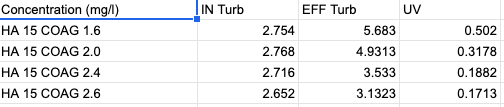 Concentration (mg/l) IN Turb EFF Turb UV
HA 15 COAG 1.6 2.754 5.683 0.502
HA 15 COAG 2.0 2.768 4.9313 0.3178
HA 15 COAG 2.4 2.716 3.533 0.1882
HA 15 COAG 2.6 2.652 3.1323 0.1713